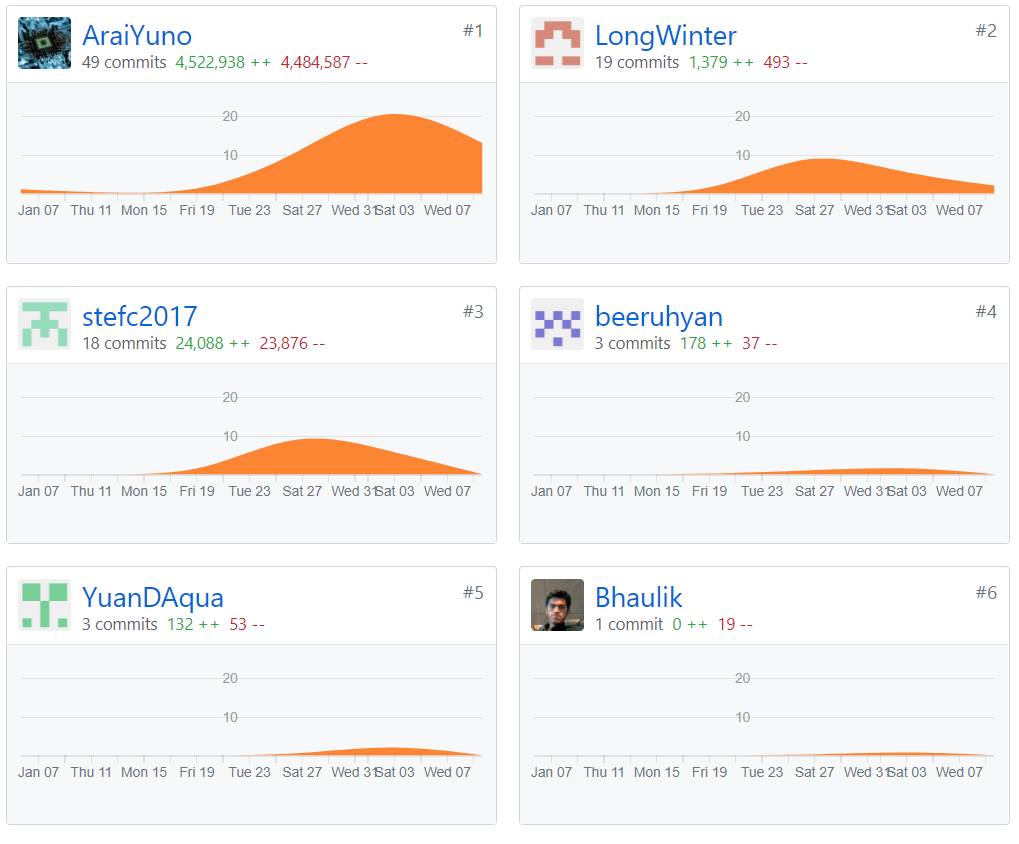 AraiYuno #1
49 commits 4,522,938 ++ 4,484,587 --
20
10
Jan 07 Thu 11 Mon 15 Fri 19 Tue 23 Sat 27 Wed 31 Sat 03 Wed 07
LongWinter #2
19 commits 1,379 ++ 493 --
20
10
Jan 07 Thu 11 Mon 15 Fri 19 Tue 23 Sat 27 Wed 31 Sat 03 Wed 07
stefc2017 #3
18 commits 24,088 ++ 23,876 --
20
10
Jan 07 Thu 11 Mon 15 Fri 19 Tue 23 Sat 27 Wed 31 Sat 03 Wed 07
beeruhyan #4
3 commits 178 ++ 37 --
20
10
Jan 07 Thu 11 Mon 15 Fri 19 Tue 23 Sat 27 Wed 31 Sat 03 Wed 07
YuanDAqua #5
3 commits 132 ++ 53 --
20
10
Jan 07 Thu 11 Mon 15 Fri 19 Tue 23 Sat 27 Wed 31 Sat 03 Wed 07
Bhaulik #6
1 commit 0 ++ 19 --
20
10
Jan 07 Thu 11 Mon 15 Fri 19 Tue 23 Sat 27 Wed 31 Sat 03 Wed 07